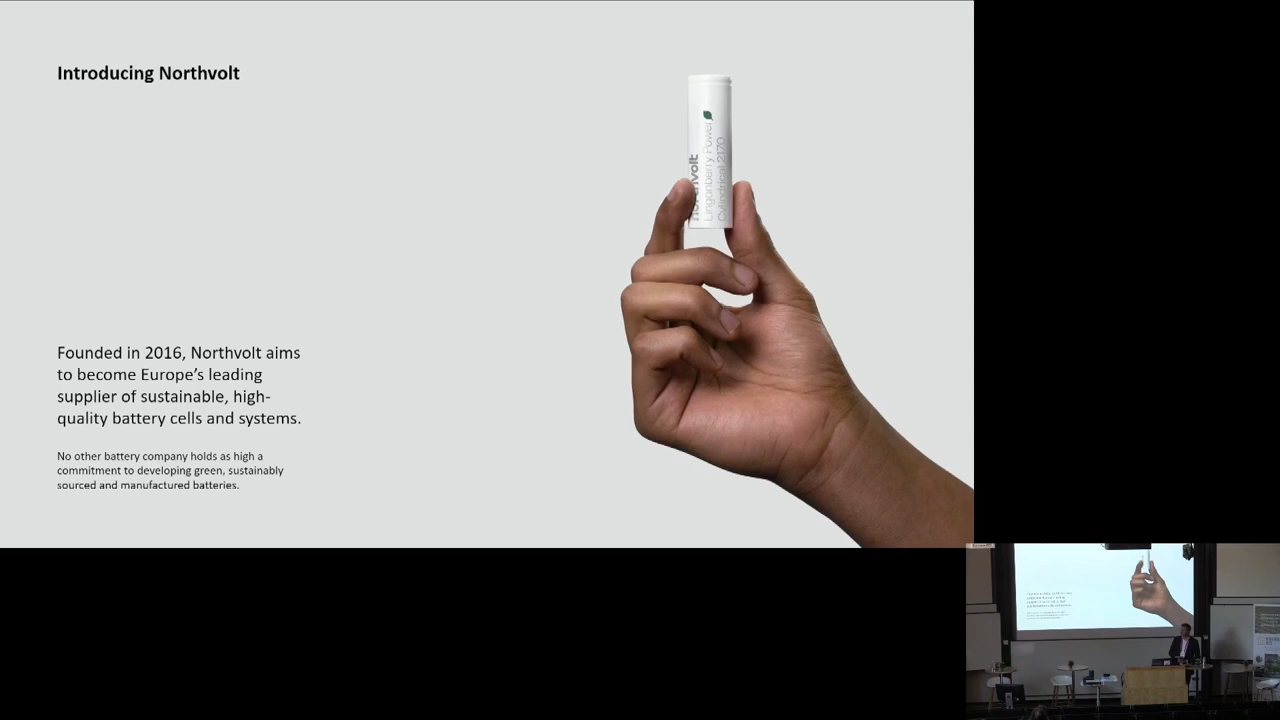 Introducing Northvolt
northvolt
Lingonberry Power
Cylindrical 2170
Founded in 2016, Northvolt aims
to become Europe’s leading
supplier of sustainable, high-
quality battery cells and systems.
No other battery company holds as high a
commitment to developing green, sustainably
sourced and manufactured batteries.